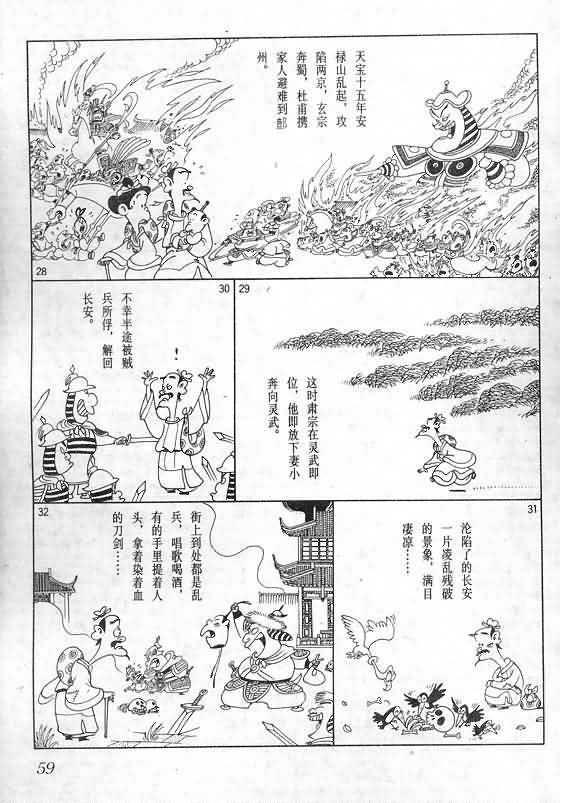 天宝十五年安
禄山乱起，攻
陷两京，玄宗
奔蜀，杜甫携
家人避难到鄜
州。
28
29
这时肃宗在灵武即
位，他即放下妻小
奔向灵武。
30
不幸半途被贼
兵所俘，解回
长安。
！
31
沦陷了的长安
一片凌乱残破
的景象，满目
凄凉……
32
街上到处都是乱
兵，唱歌喝酒，
有的手里提着人
头，拿着染着血
的刀剑……
59